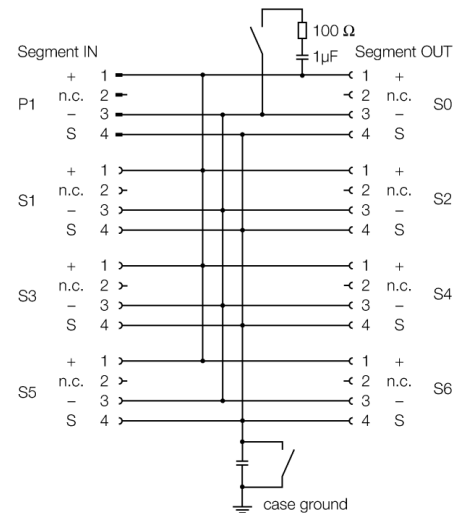 100 Ω
1µF
Segment IN
Segment OUT
+ 1 1 +
P1 n.c. 2 2 n.c. S0
– 3 3 –
S 4 4 S
+ 1 1 +
S1 n.c. 2 2 n.c. S2
– 3 3 –
S 4 4 S
+ 1 1 +
S3 n.c. 2 2 n.c. S4
– 3 3 –
S 4 4 S
+ 1 1 +
S5 n.c. 2 2 n.c. S6
– 3 3 –
S 4 4 S
case ground